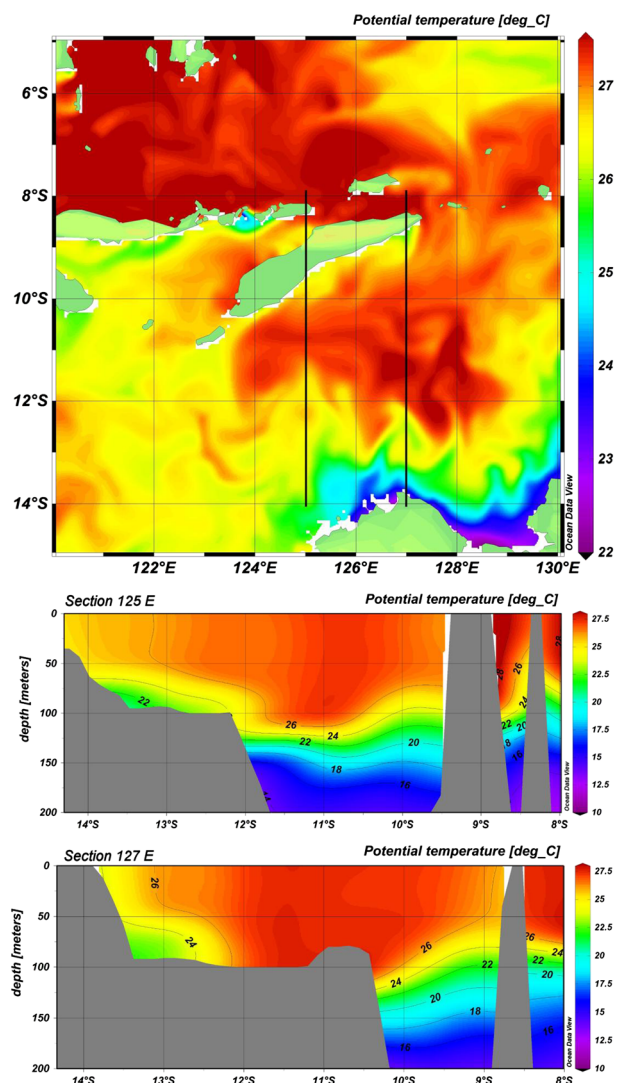 Potential temperature [deg_C]
6°S
8°S
10°S
12°S
14°S
122°E
124°E
126°E
128°E
130°E
27
26
25
24
23
22
Ocean Data View
Section 125 E
Potential temperature [deg_C]
depth [meters]
0
50
100
150
200
14°S
13°S
12°S
11°S
10°S
9°S
8°S
22
26
24
22
20
18
16
14
28
26
24
22
20
18
16
28
27.5
25
22.5
20
17.5
15
12.5
10
Ocean Data View
Section 127 E
Potential temperature [deg_C]
depth [meters]
0
50
100
150
200
14°S
13°S
12°S
11°S
10°S
9°S
8°S
26
24
26
24
22
20
18
16
26
24
22
20
18
16
27.5
25
22.5
20
17.5
15
12.5
10
Ocean Data View